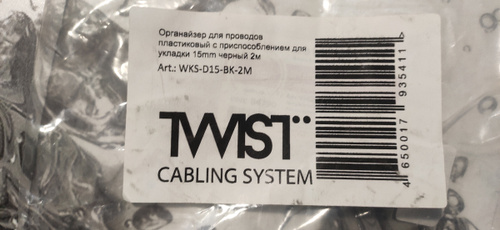 Органайзер для проводов
пластиковый с приспособлением для
укладки 15mm черный 2м
Art.: WKS-D15-BK-2M
TWIST
CABLING SYSTEM
4 650017 935411